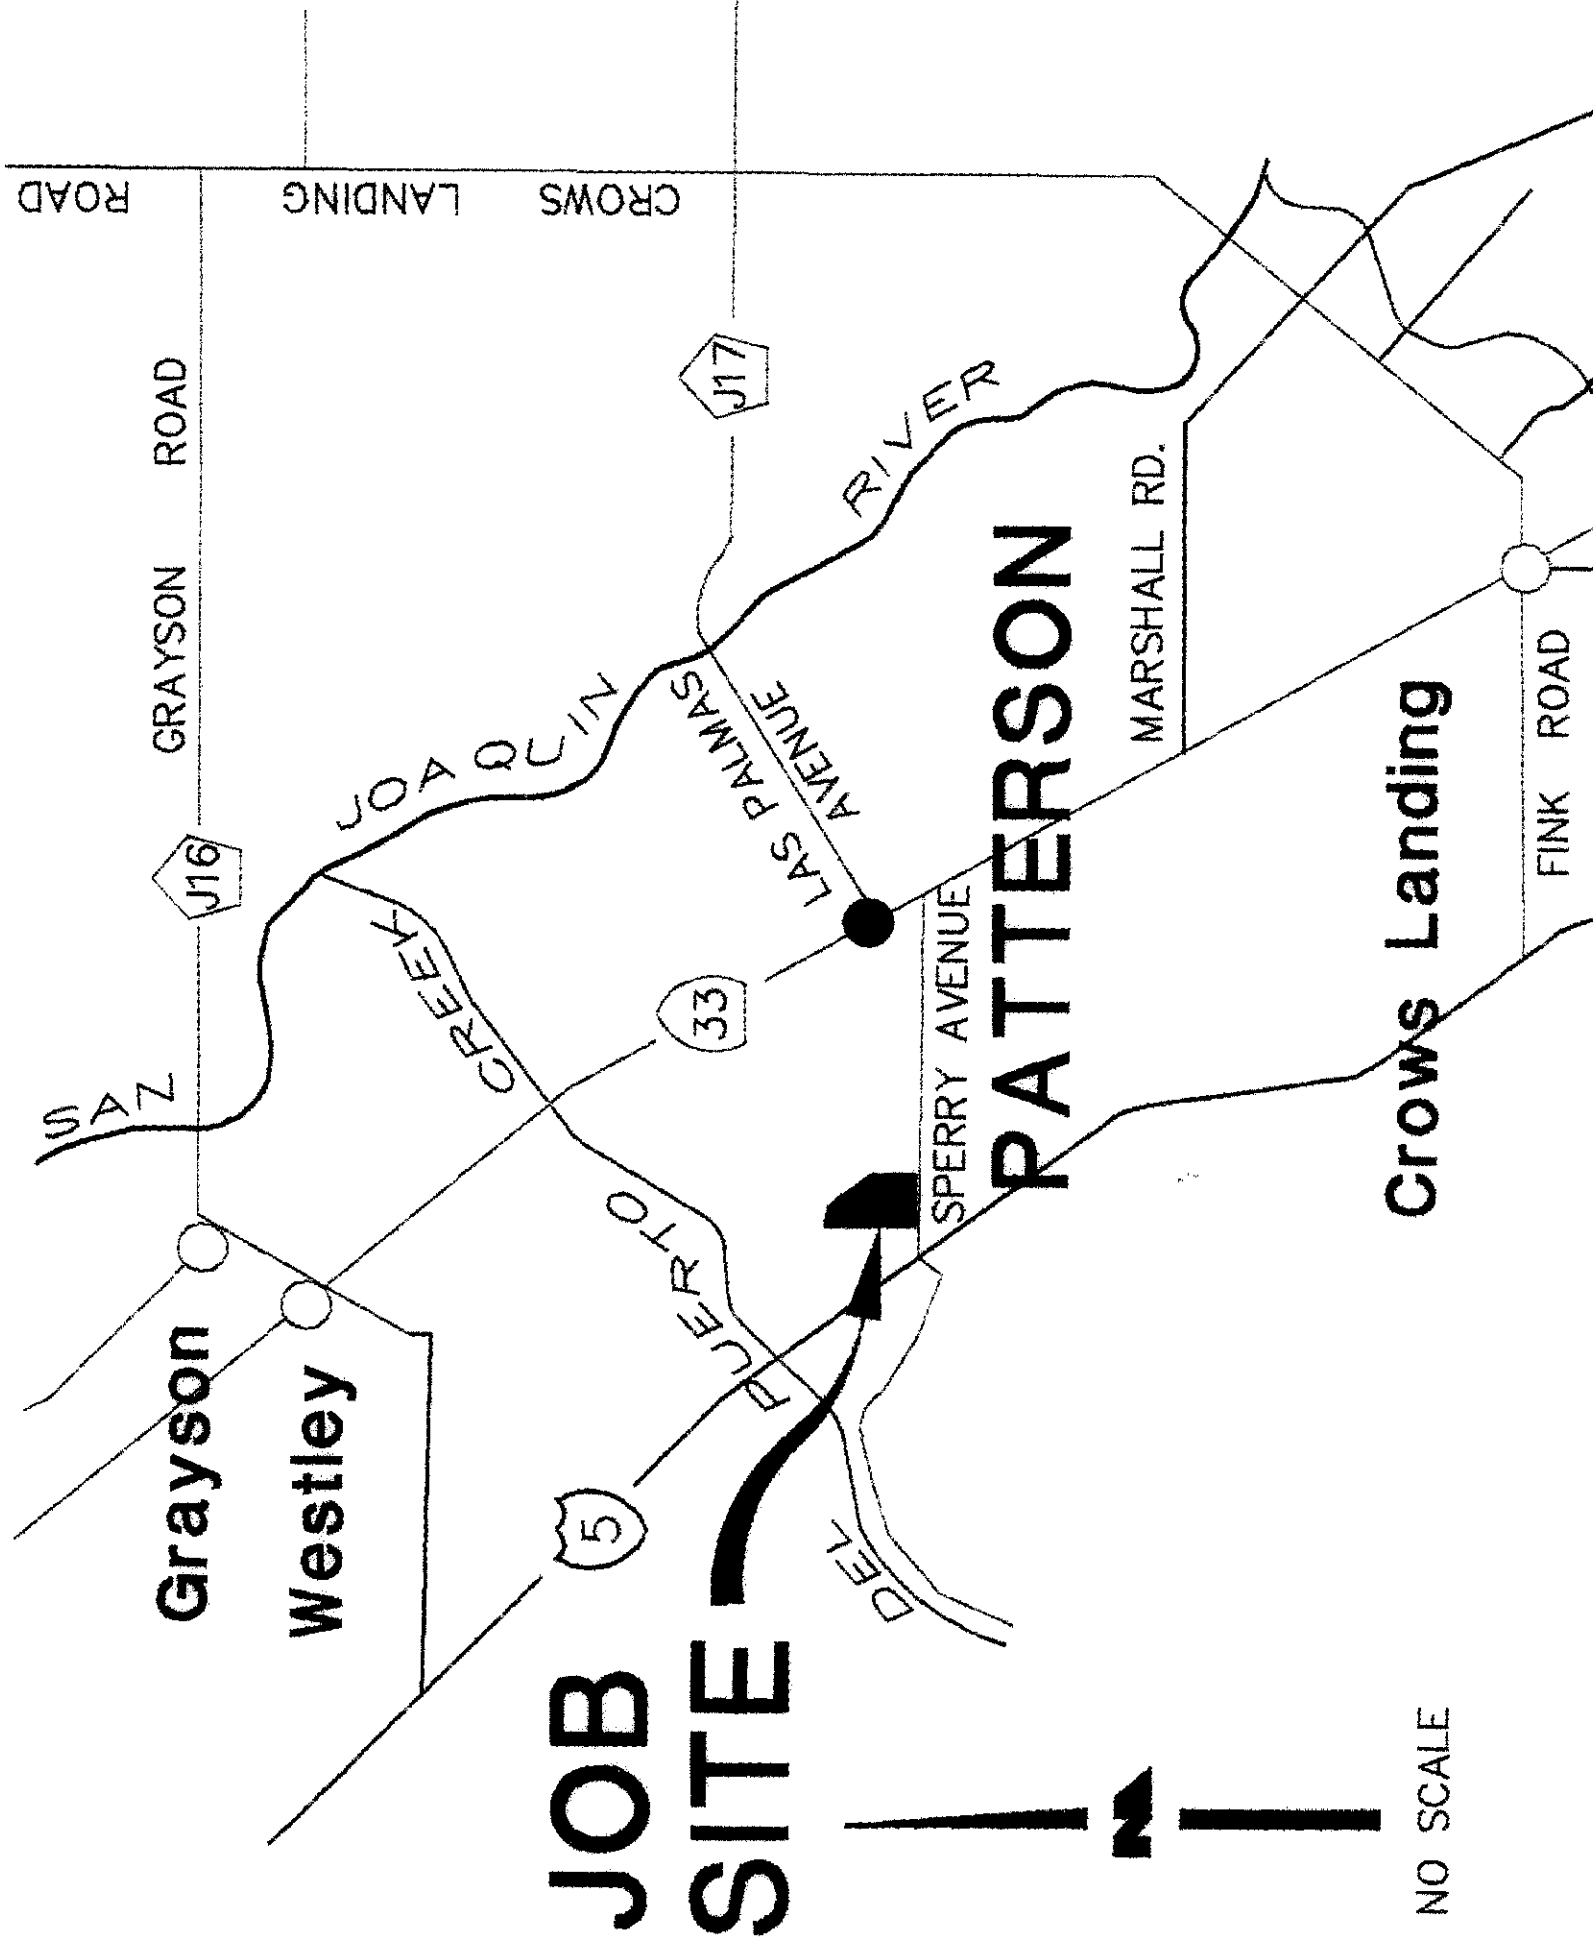 SAN
JOAQUIN
RIVER
GRAYSON ROAD
J16
CROWS LANDING ROAD
J17
LAS PALMAS
AVENUE
33
DEL PUERTO CREEK
5
Grayson
Westley
JOB
SITE
SPERRY AVENUE
PATTERSON
MARSHALL RD.
Crows Landing
FINK ROAD
N
NO SCALE